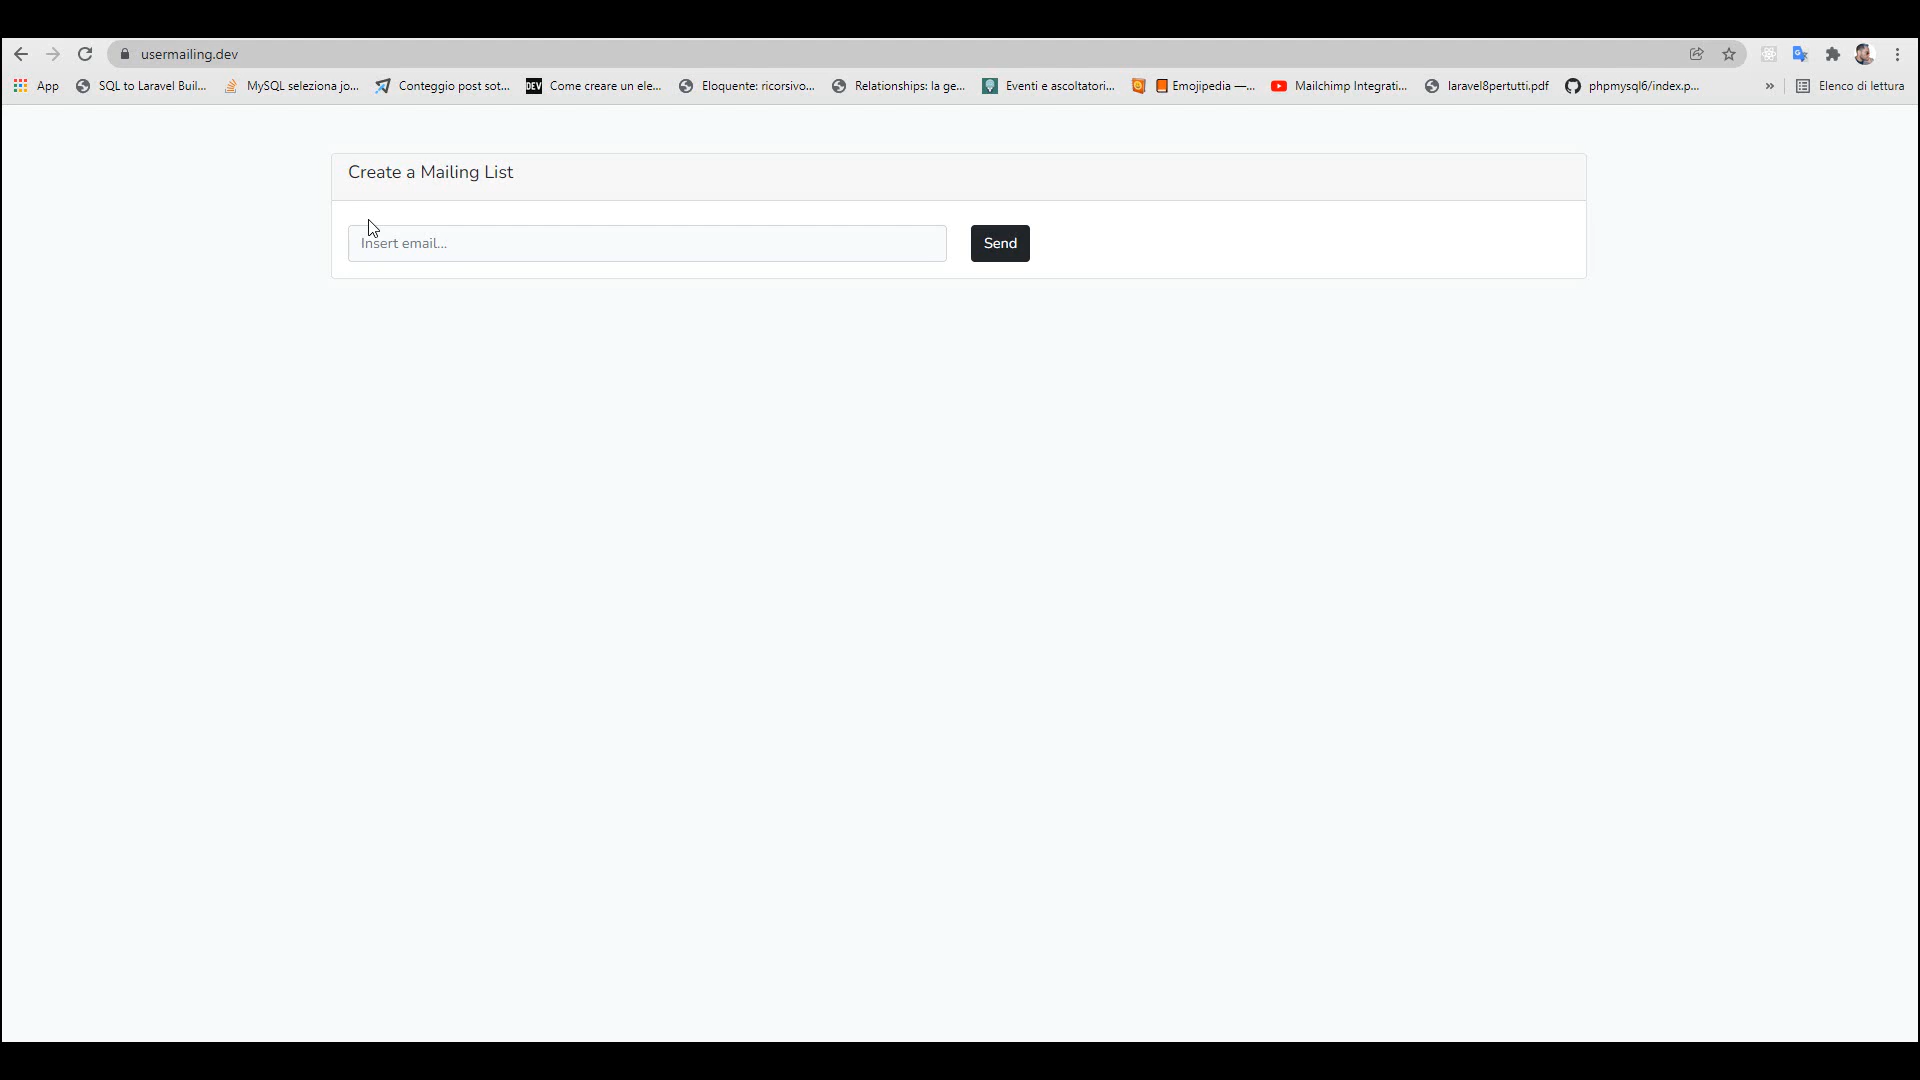 usermailing.dev
App SQL to Laravel Buil... MySQL seleziona jo... Conteggio post sot... DEV Come creare un ele... Eloquente: ricorsivo... Relationships: la ge... Eventi e ascoltatori... Emojipedia —... Mailchimp Integrati... laravel8pertutti.pdf phpmysql6/index.p... » Elenco di lettura
Create a Mailing List
Insert email... Send